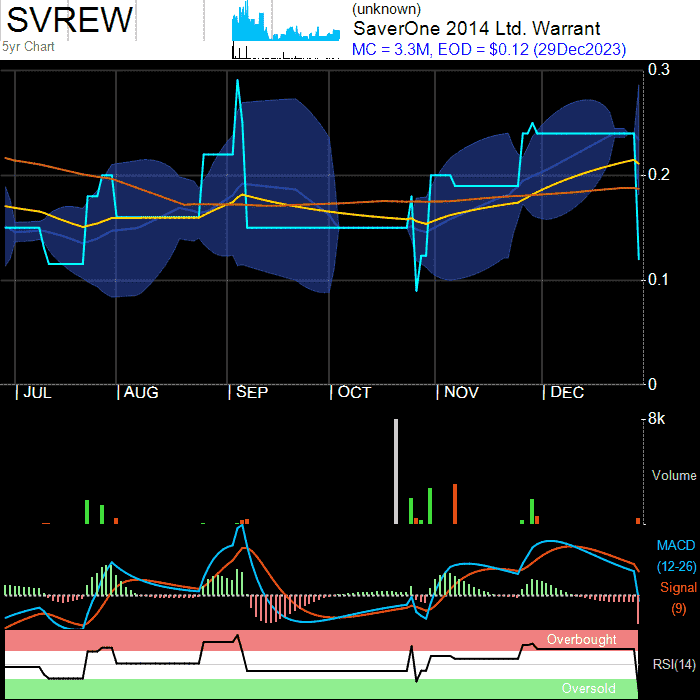 SVREW
5yr Chart
(unknown)
SaverOne 2014 Ltd. Warrant
MC = 3.3M, EOD = $0.12 (29Dec2023)
0.3
0.2
0.1
0
JUL AUG SEP OCT NOV DEC
8k
Volume
MACD
(12-26)
Signal
(9)
Overbought
RSI(14)
Oversold